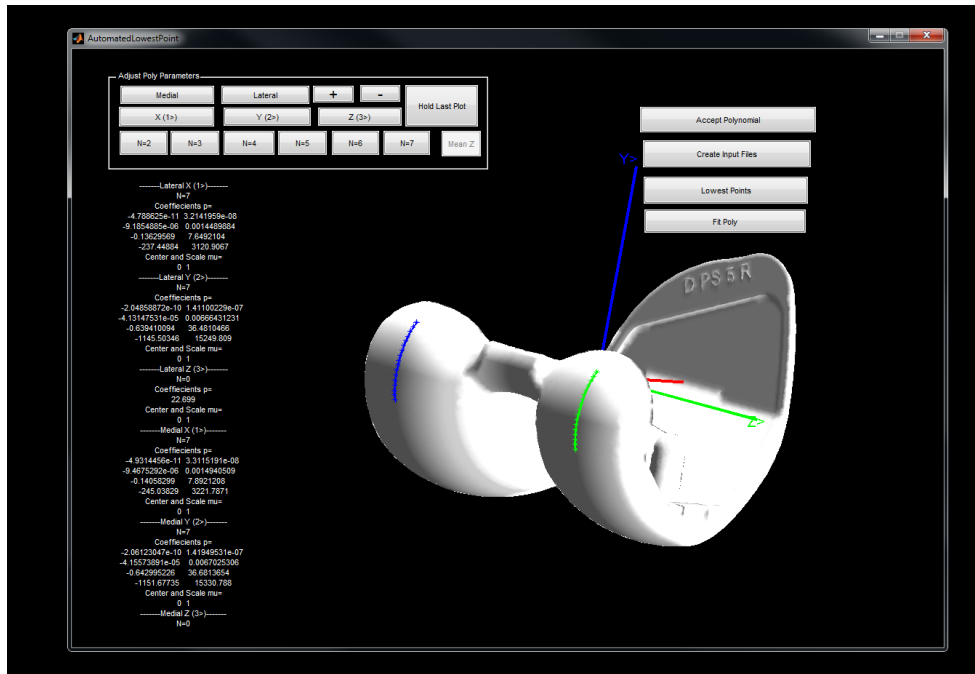 AutomatedLowestPoint
Adjust Poly Parameters
Medial Lateral + -
Hold Last Plot
X (1>) Y (2>) Z (3>)
N=2 N=3 N=4 N=5 N=6 N=7 Mean Z
Accept Polynomial
Create Input Files
Lowest Points
Fit Poly
-------Lateral X (1>)-------
N=7
Coeffiecients p=
-4.788625e-11 3.2141959e-08
-9.1854885e-06 0.0014489884
-0.13629569 7.6492104
-237.44884 3120.9067
Center and Scale mu=
0 1
-------Lateral Y (2>)-------
N=7
Coeffiecients p=
-2.04858872e-10 1.41100229e-07
-4.13147531e-05 0.00666431231
-0.639410094 36.4810466
-1145.50346 15249.809
Center and Scale mu=
0 1
-------Lateral Z (3>)-------
N=0
Coeffiecients p=
22.699
Center and Scale mu=
0 1
-------Medial X (1>)-------
N=7
Coeffiecients p=
-4.9314456e-11 3.3115191e-08
-9.4675292e-06 0.0014940509
-0.14058299 7.8921208
-245.03829 3221.7871
Center and Scale mu=
0 1
-------Medial Y (2>)-------
N=7
Coeffiecients p=
-2.06123047e-10 1.41949531e-07
-4.15573891e-05 0.0067025306
-0.642995226 36.6813654
-1151.67735 15330.788
Center and Scale mu=
0 1
-------Medial Z (3>)-------
N=0
Y>
D PS 5 R
Z>